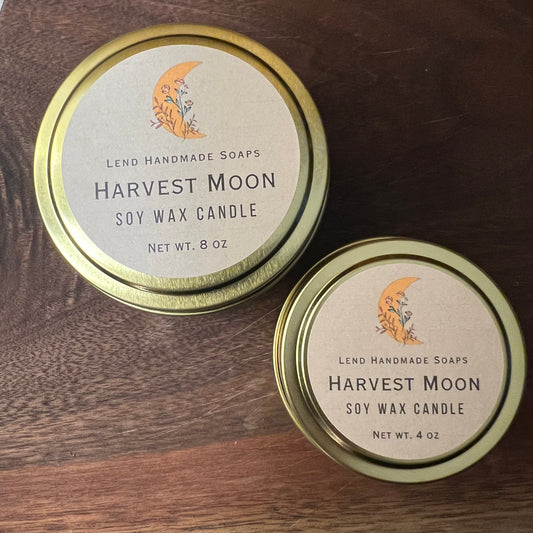 Lend Handmade Soaps
Harvest Moon
SOY WAX CANDLE
Net wt. 8 oz
Lend Handmade Soaps
Harvest Moon
SOY WAX CANDLE
Net wt. 4 oz